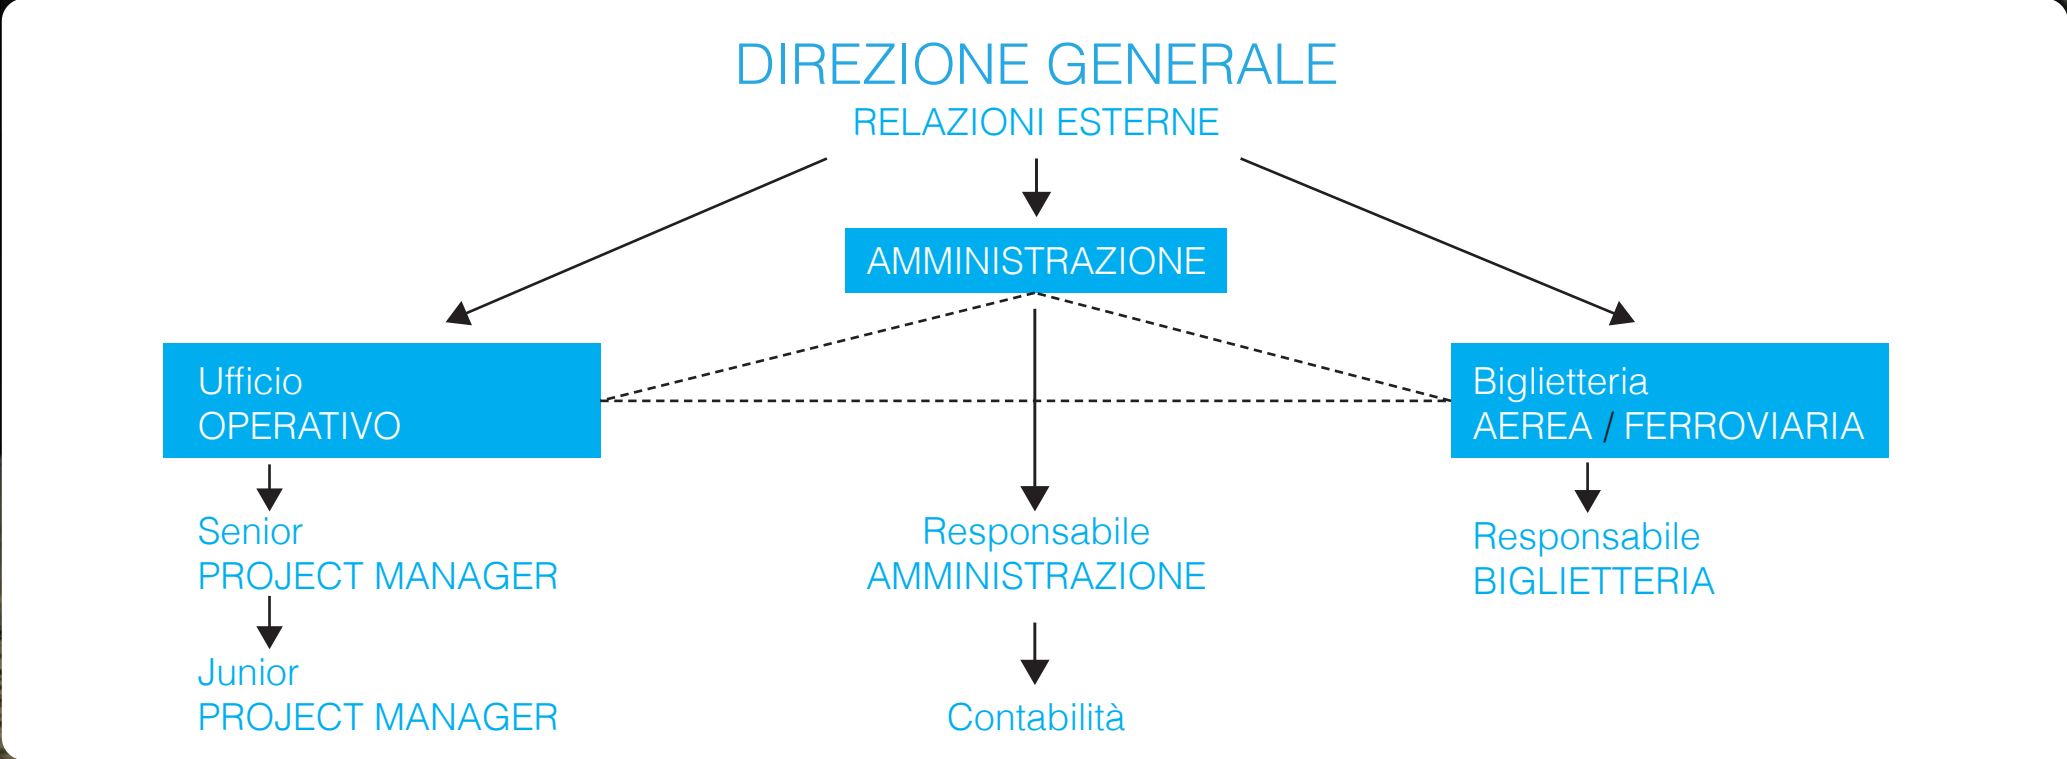 DIREZIONE GENERALE
RELAZIONI ESTERNE
AMMINISTRAZIONE
Ufficio
OPERATIVO
Biglietteria
AEREA / FERROVIARIA
Senior
PROJECT MANAGER
Responsabile
AMMINISTRAZIONE
Responsabile
BIGLIETTERIA
Junior
PROJECT MANAGER
Contabilità